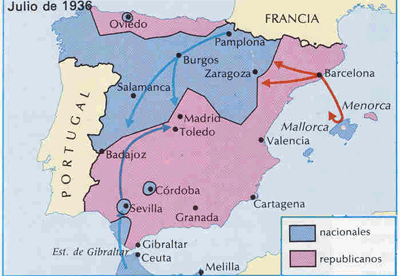 Julio de 1936
FRANCIA
Oviedo
Pamplona
Burgos
Zaragoza
Barcelona
Salamanca
Menorca
Mallorca
Madrid
Toledo
PORTUGAL
Valencia
Badajoz
Córdoba
Sevilla
Granada
Cartagena
nacionales
Est. de Gibraltar
Gibraltar
Ceuta
republicanos
Melilla